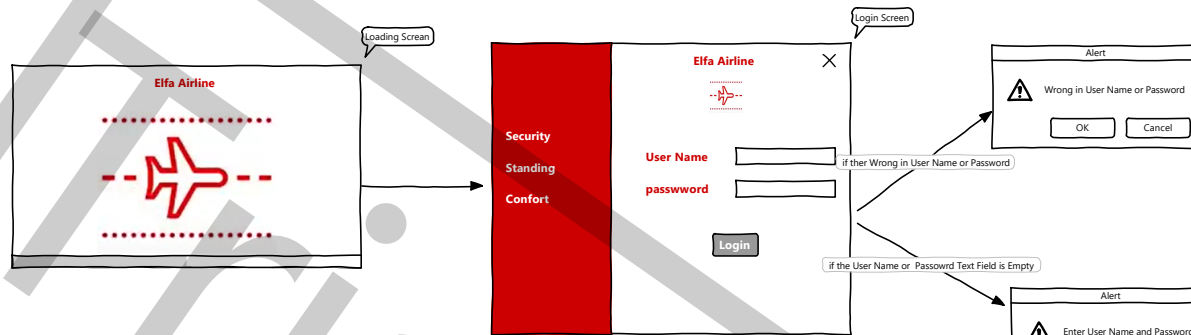 Loading Screan
Elfa Airline
Login Screen
Elfa Airline
Security
Standing
Confort
User Name
passwword
Login
if ther Wrong in User Name or Password
if the User Name or Passowrd Text Field is Empty
Alert
Wrong in User Name or Password
OK
Cancel
Alert
Enter User Name and Password